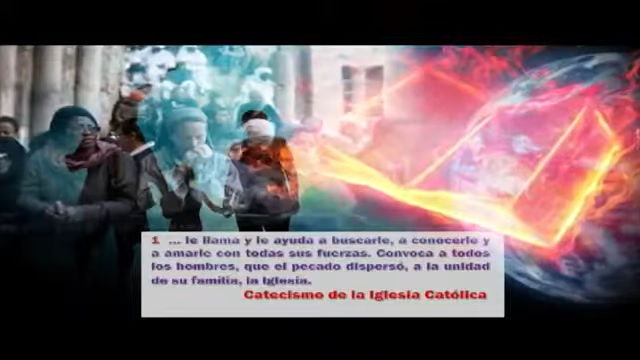 1 ... le llama y le ayuda a buscarle, a conocerle y
a amarle con todas sus fuerzas. Convoca a todos
los hombres, que el pecado dispersó, a la unidad
de su familia, la Iglesia.
Catecismo de la Iglesia Católica